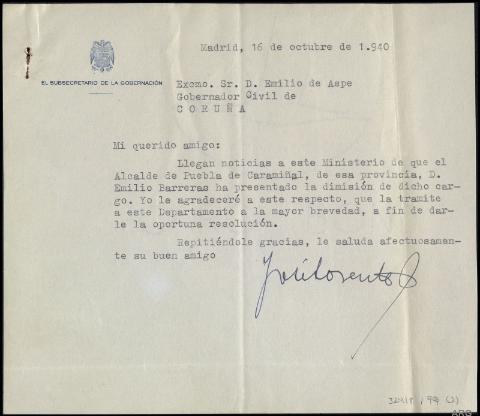 Madrid, 16 de octubre de 1.940
EL SUBSECRETARIO DE LA GOBERNACIÓN
Excmo. Sr. D. Emilio de Aspe
Gobernador Civil de
CORUÑA
Mi querido amigo:
Llegan noticias a este Ministerio de que el
Alcalde de Puebla de Caramiñal, de esa provincia, D.
Emilio Barreras ha presentado la dimisión de dicho car-
go. Yo le agradeceré a este respecto, que la tramite
a este Departamento a la mayor brevedad, a fin de dar-
le la oportuna resolución.
Repitiéndole gracias, le saluda afectuosamen-
te su buen amigo